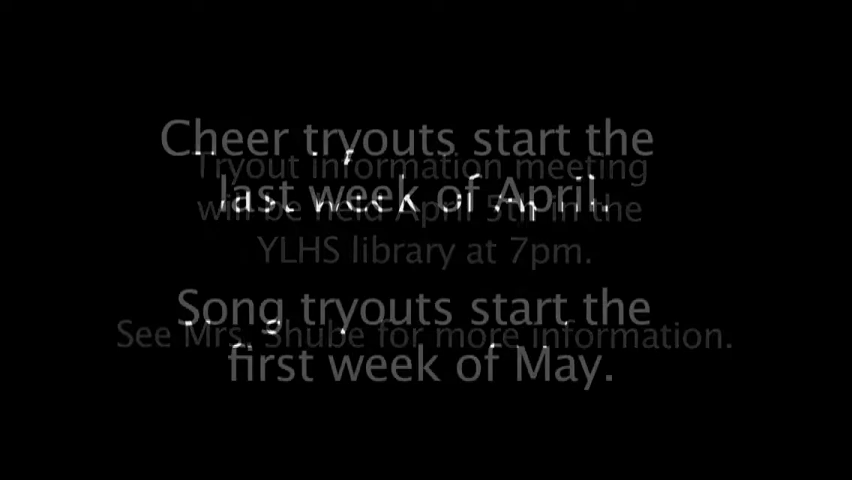 Cheer tryouts start the
last week of April.
Song tryouts start the
first week of May.
Tryout information meeting
will be held April 5th in the
YLHS library at 7pm.
See Mrs. Shube for more information.